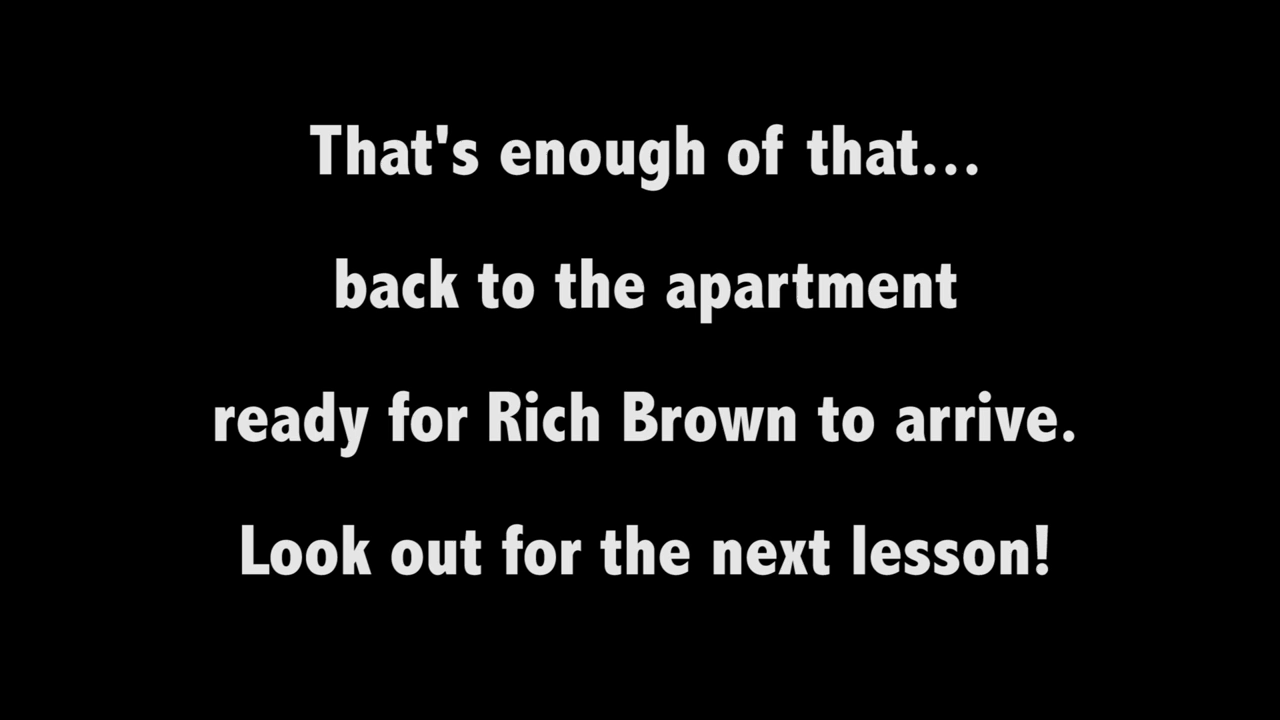 That's enough of that...
back to the apartment
ready for Rich Brown to arrive.
Look out for the next lesson!